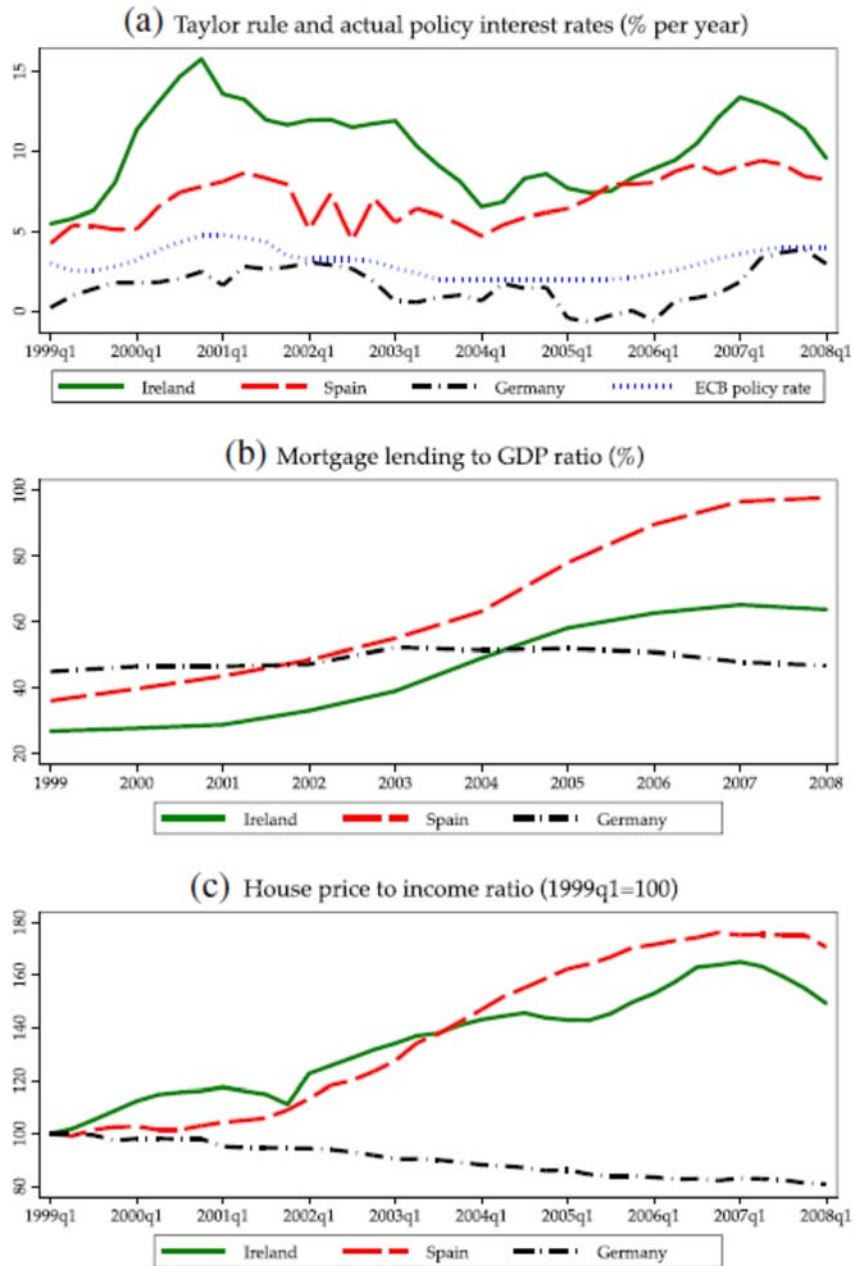 (a) Taylor rule and actual policy interest rates (% per year)
15
10
5
0
1999q1 2000q1 2001q1 2002q1 2003q1 2004q1 2005q1 2006q1 2007q1 2008q1
Ireland Spain Germany ECB policy rate
(b) Mortgage lending to GDP ratio (%)
100
80
60
40
20
1999 2000 2001 2002 2003 2004 2005 2006 2007 2008
Ireland Spain Germany
(c) House price to income ratio (1999q1=100)
180
160
140
120
100
80
1999q1 2000q1 2001q1 2002q1 2003q1 2004q1 2005q1 2006q1 2007q1 2008q1
Ireland Spain Germany